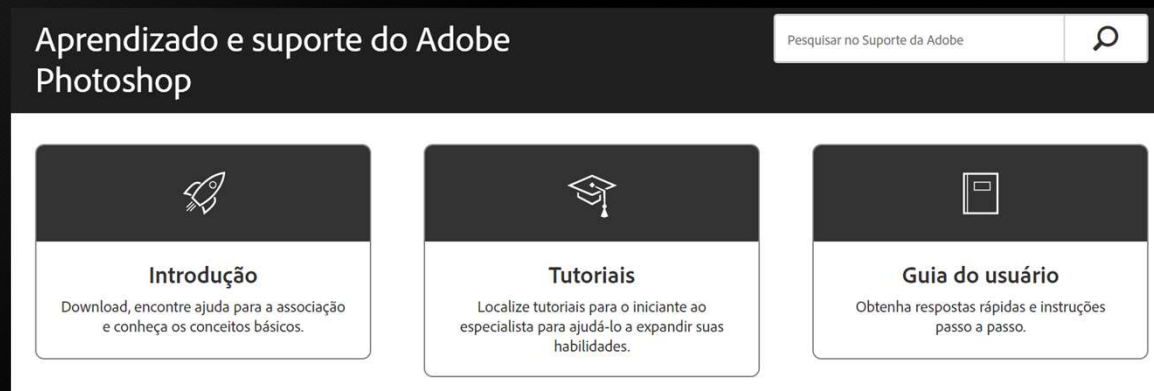 Aprendizado e suporte do Adobe
Photoshop
Pesquisar no Suporte da Adobe
Introdução
Download, encontre ajuda para a associação
e conheça os conceitos básicos.
Tutoriais
Localize tutoriais para o iniciante ao
especialista para ajudá-lo a expandir suas
habilidades.
Guia do usuário
Obtenha respostas rápidas e instruções
passo a passo.